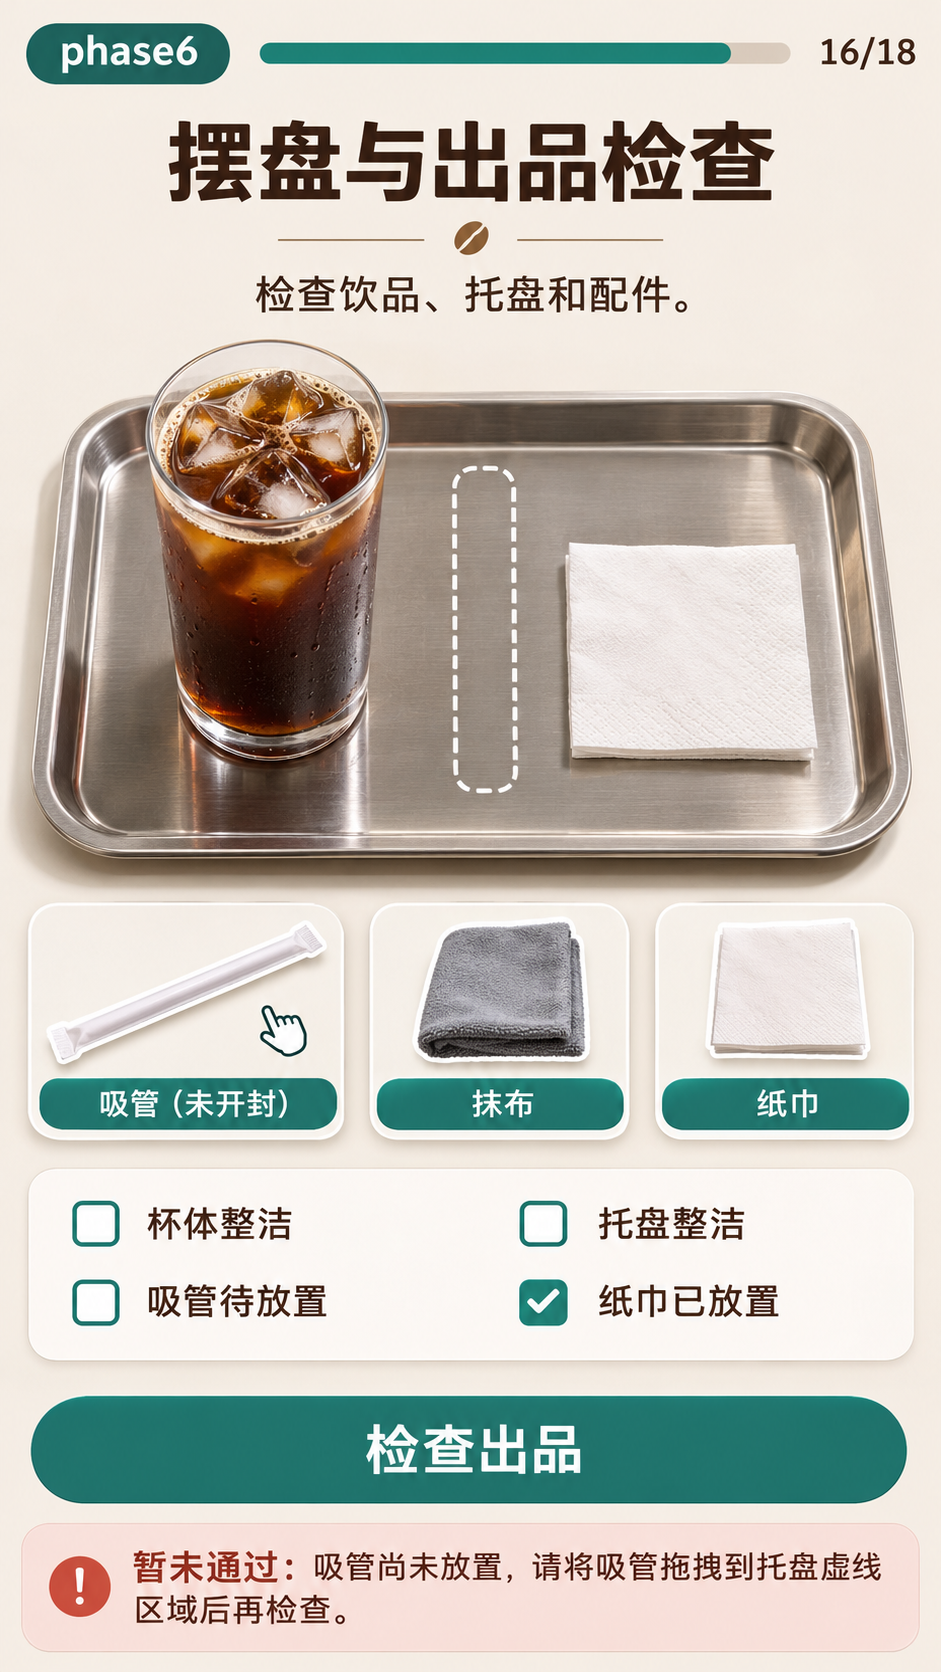 phase6
16/18
摆盘与出品检查
检查饮品、托盘和配件。
吸管（未开封）
抹布
纸巾
杯体整洁
托盘整洁
吸管待放置
纸巾已放置
检查出品
暂未通过：吸管尚未放置，请将吸管拖拽到托盘虚线
区域后再检查。